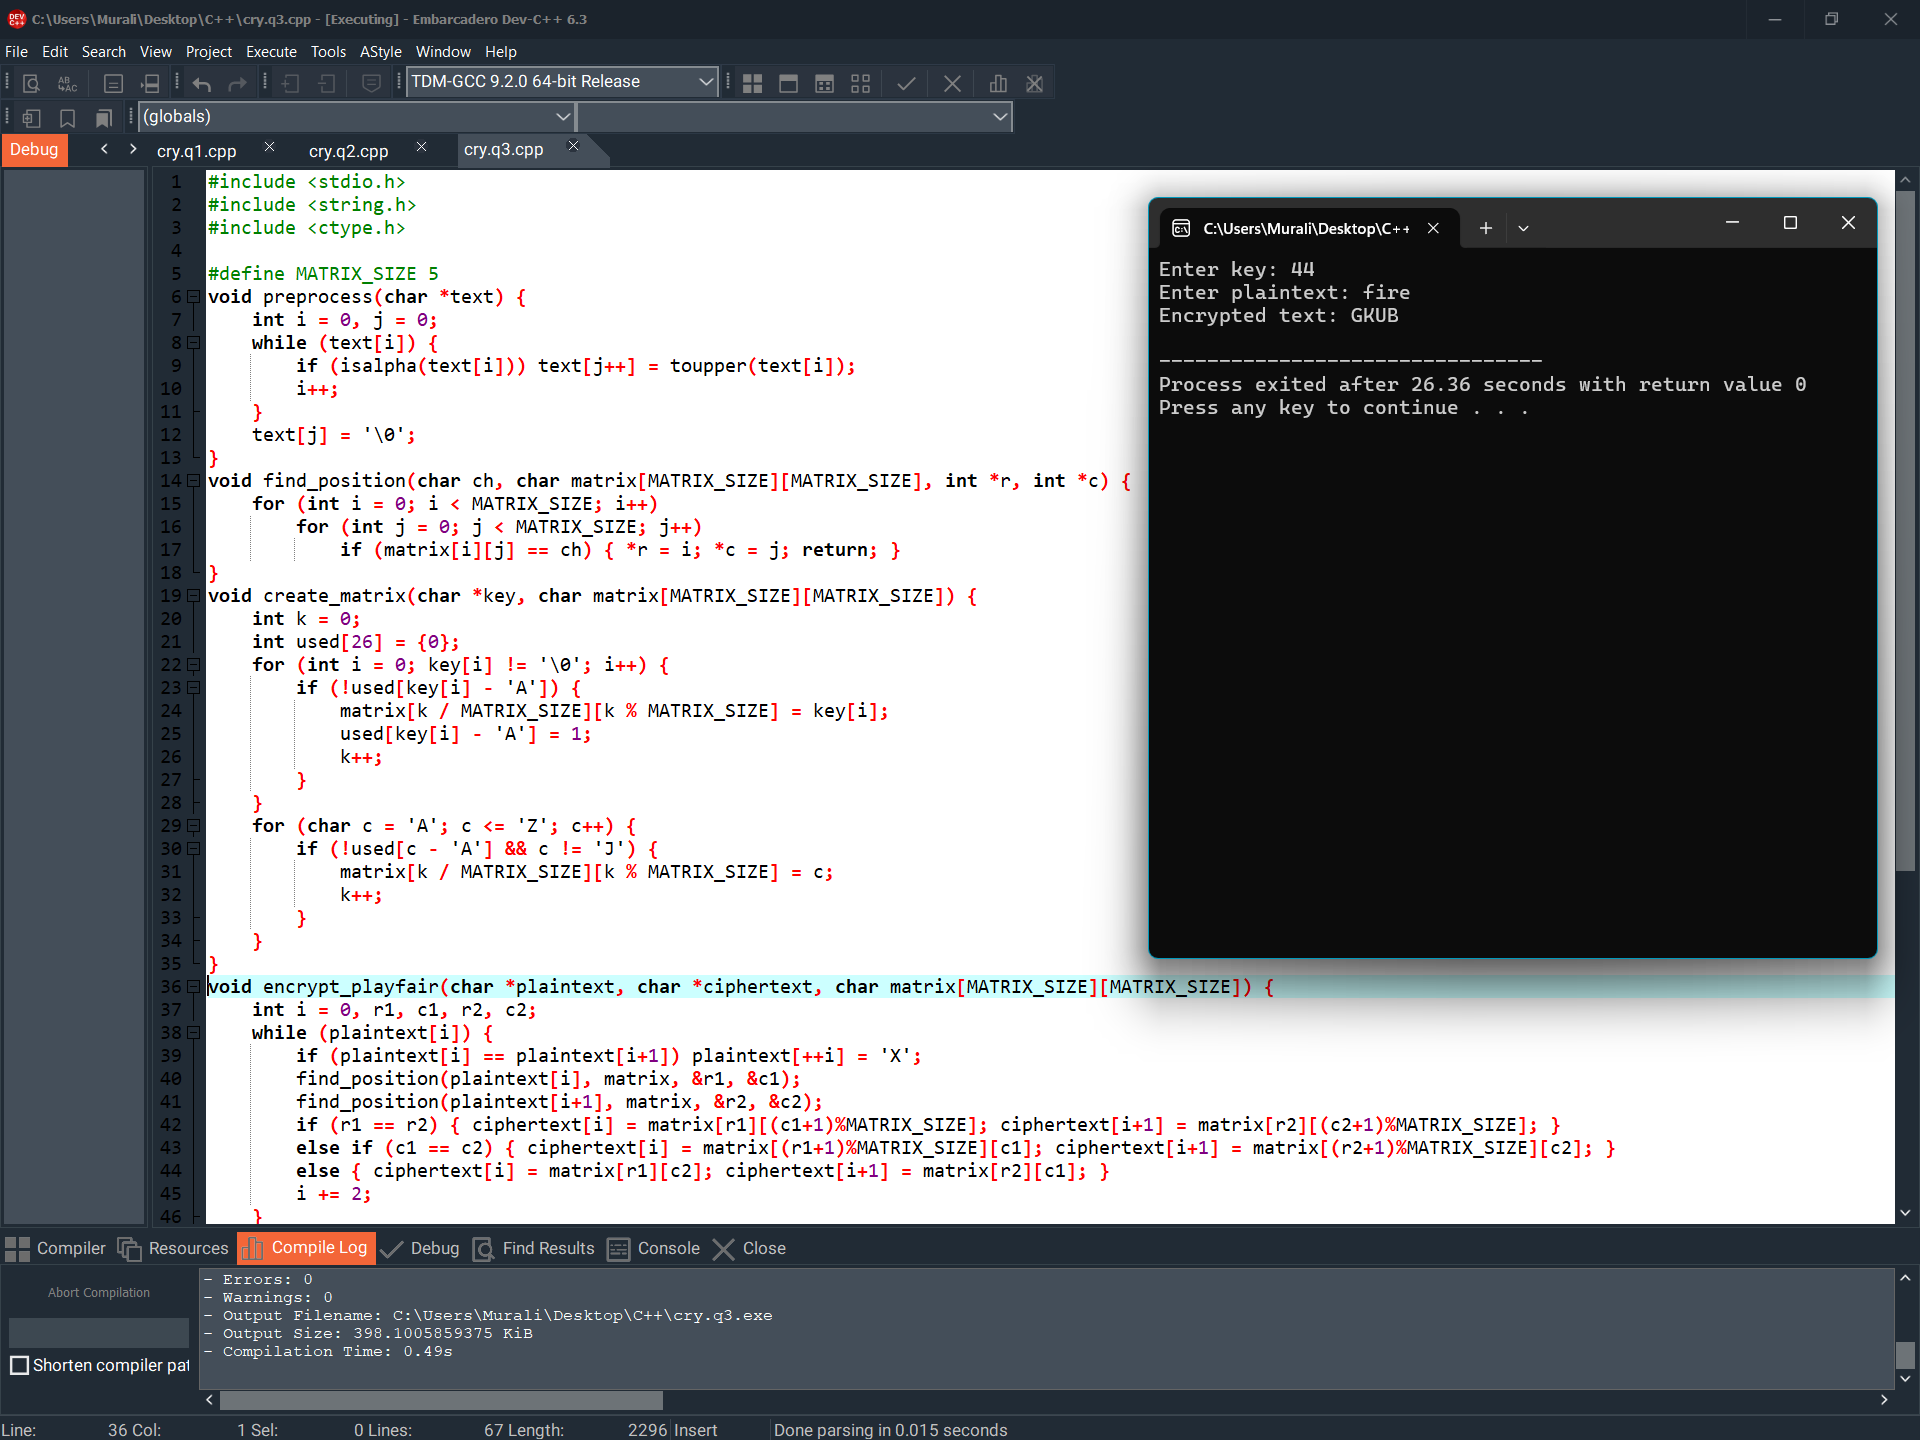 C:\Users\Murali\Desktop\C++\cry.q3.cpp - [Executing] - Embarcadero Dev-C++ 6.3
File Edit Search View Project Execute Tools AStyle Window Help
TDM-GCC 9.2.0 64-bit Release
(globals)
Debug cry.q1.cpp cry.q2.cpp cry.q3.cpp
1 #include <stdio.h>
2 #include <string.h>
3 #include <ctype.h>
4
5 #define MATRIX_SIZE 5
6 void preprocess(char *text) {
7     int i = 0, j = 0;
8     while (text[i]) {
9         if (isalpha(text[i])) text[j++] = toupper(text[i]);
10         i++;
11     }
12     text[j] = '\0';
13 }
14 void find_position(char ch, char matrix[MATRIX_SIZE][MATRIX_SIZE], int *r, int *c) {
15     for (int i = 0; i < MATRIX_SIZE; i++)
16         for (int j = 0; j < MATRIX_SIZE; j++)
17             if (matrix[i][j] == ch) { *r = i; *c = j; return; }
18 }
19 void create_matrix(char *key, char matrix[MATRIX_SIZE][MATRIX_SIZE]) {
20     int k = 0;
21     int used[26] = {0};
22     for (int i = 0; key[i] != '\0'; i++) {
23         if (!used[key[i] - 'A']) {
24             matrix[k / MATRIX_SIZE][k % MATRIX_SIZE] = key[i];
25             used[key[i] - 'A'] = 1;
26             k++;
27         }
28     }
29     for (char c = 'A'; c <= 'Z'; c++) {
30         if (!used[c - 'A'] && c != 'J') {
31             matrix[k / MATRIX_SIZE][k % MATRIX_SIZE] = c;
32             k++;
33         }
34     }
35 }
36 void encrypt_playfair(char *plaintext, char *ciphertext, char matrix[MATRIX_SIZE][MATRIX_SIZE]) {
37     int i = 0, r1, c1, r2, c2;
38     while (plaintext[i]) {
39         if (plaintext[i] == plaintext[i+1]) plaintext[++i] = 'X';
40         find_position(plaintext[i], matrix, &r1, &c1);
41         find_position(plaintext[i+1], matrix, &r2, &c2);
42         if (r1 == r2) { ciphertext[i] = matrix[r1][(c1+1)%MATRIX_SIZE]; ciphertext[i+1] = matrix[r2][(c2+1)%MATRIX_SIZE]; }
43         else if (c1 == c2) { ciphertext[i] = matrix[(r1+1)%MATRIX_SIZE][c1]; ciphertext[i+1] = matrix[(r2+1)%MATRIX_SIZE][c2]; }
44         else { ciphertext[i] = matrix[r1][c2]; ciphertext[i+1] = matrix[r2][c1]; }
45         i += 2;
46     }
C:\Users\Murali\Desktop\C++
Enter key: 44
Enter plaintext: fire
Encrypted text: GKUB
--------------------------------
Process exited after 26.36 seconds with return value 0
Press any key to continue . . .
Compiler Resources Compile Log Debug Find Results Console Close
Abort Compilation
Shorten compiler pat
- Errors: 0
- Warnings: 0
- Output Filename: C:\Users\Murali\Desktop\C++\cry.q3.exe
- Output Size: 398.1005859375 KiB
- Compilation Time: 0.49s
Line: 36 Col: 1 Sel: 0 Lines: 67 Length: 2296 Insert Done parsing in 0.015 seconds